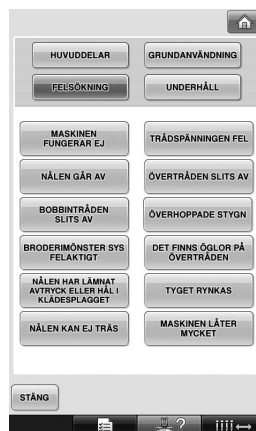 HUVUDDELAR
GRUNDANVÄNDNING
FELSÖKNING
UNDERHÅLL
MASKINEN
FUNGERAR EJ
TRÅDSPÄNNINGEN FEL
NÅLEN GÅR AV
ÖVERTRÅDEN SLITS AV
BOBBINTRÅDEN
SLITS AV
ÖVERHOPPADE STYGN
BRODERIMÖNSTER SYS
FELAKTIGT
DET FINNS ÖGLOR PÅ
ÖVERTRÅDEN
NÅLEN HAR LÄMNAT
AVTRYCK ELLER HÅL I
KLÄDESPLAGGET
TYGET RYNKAS
NÅLEN KAN EJ TRÄS
MASKINEN LÅTER
MYCKET
STÄNG
?